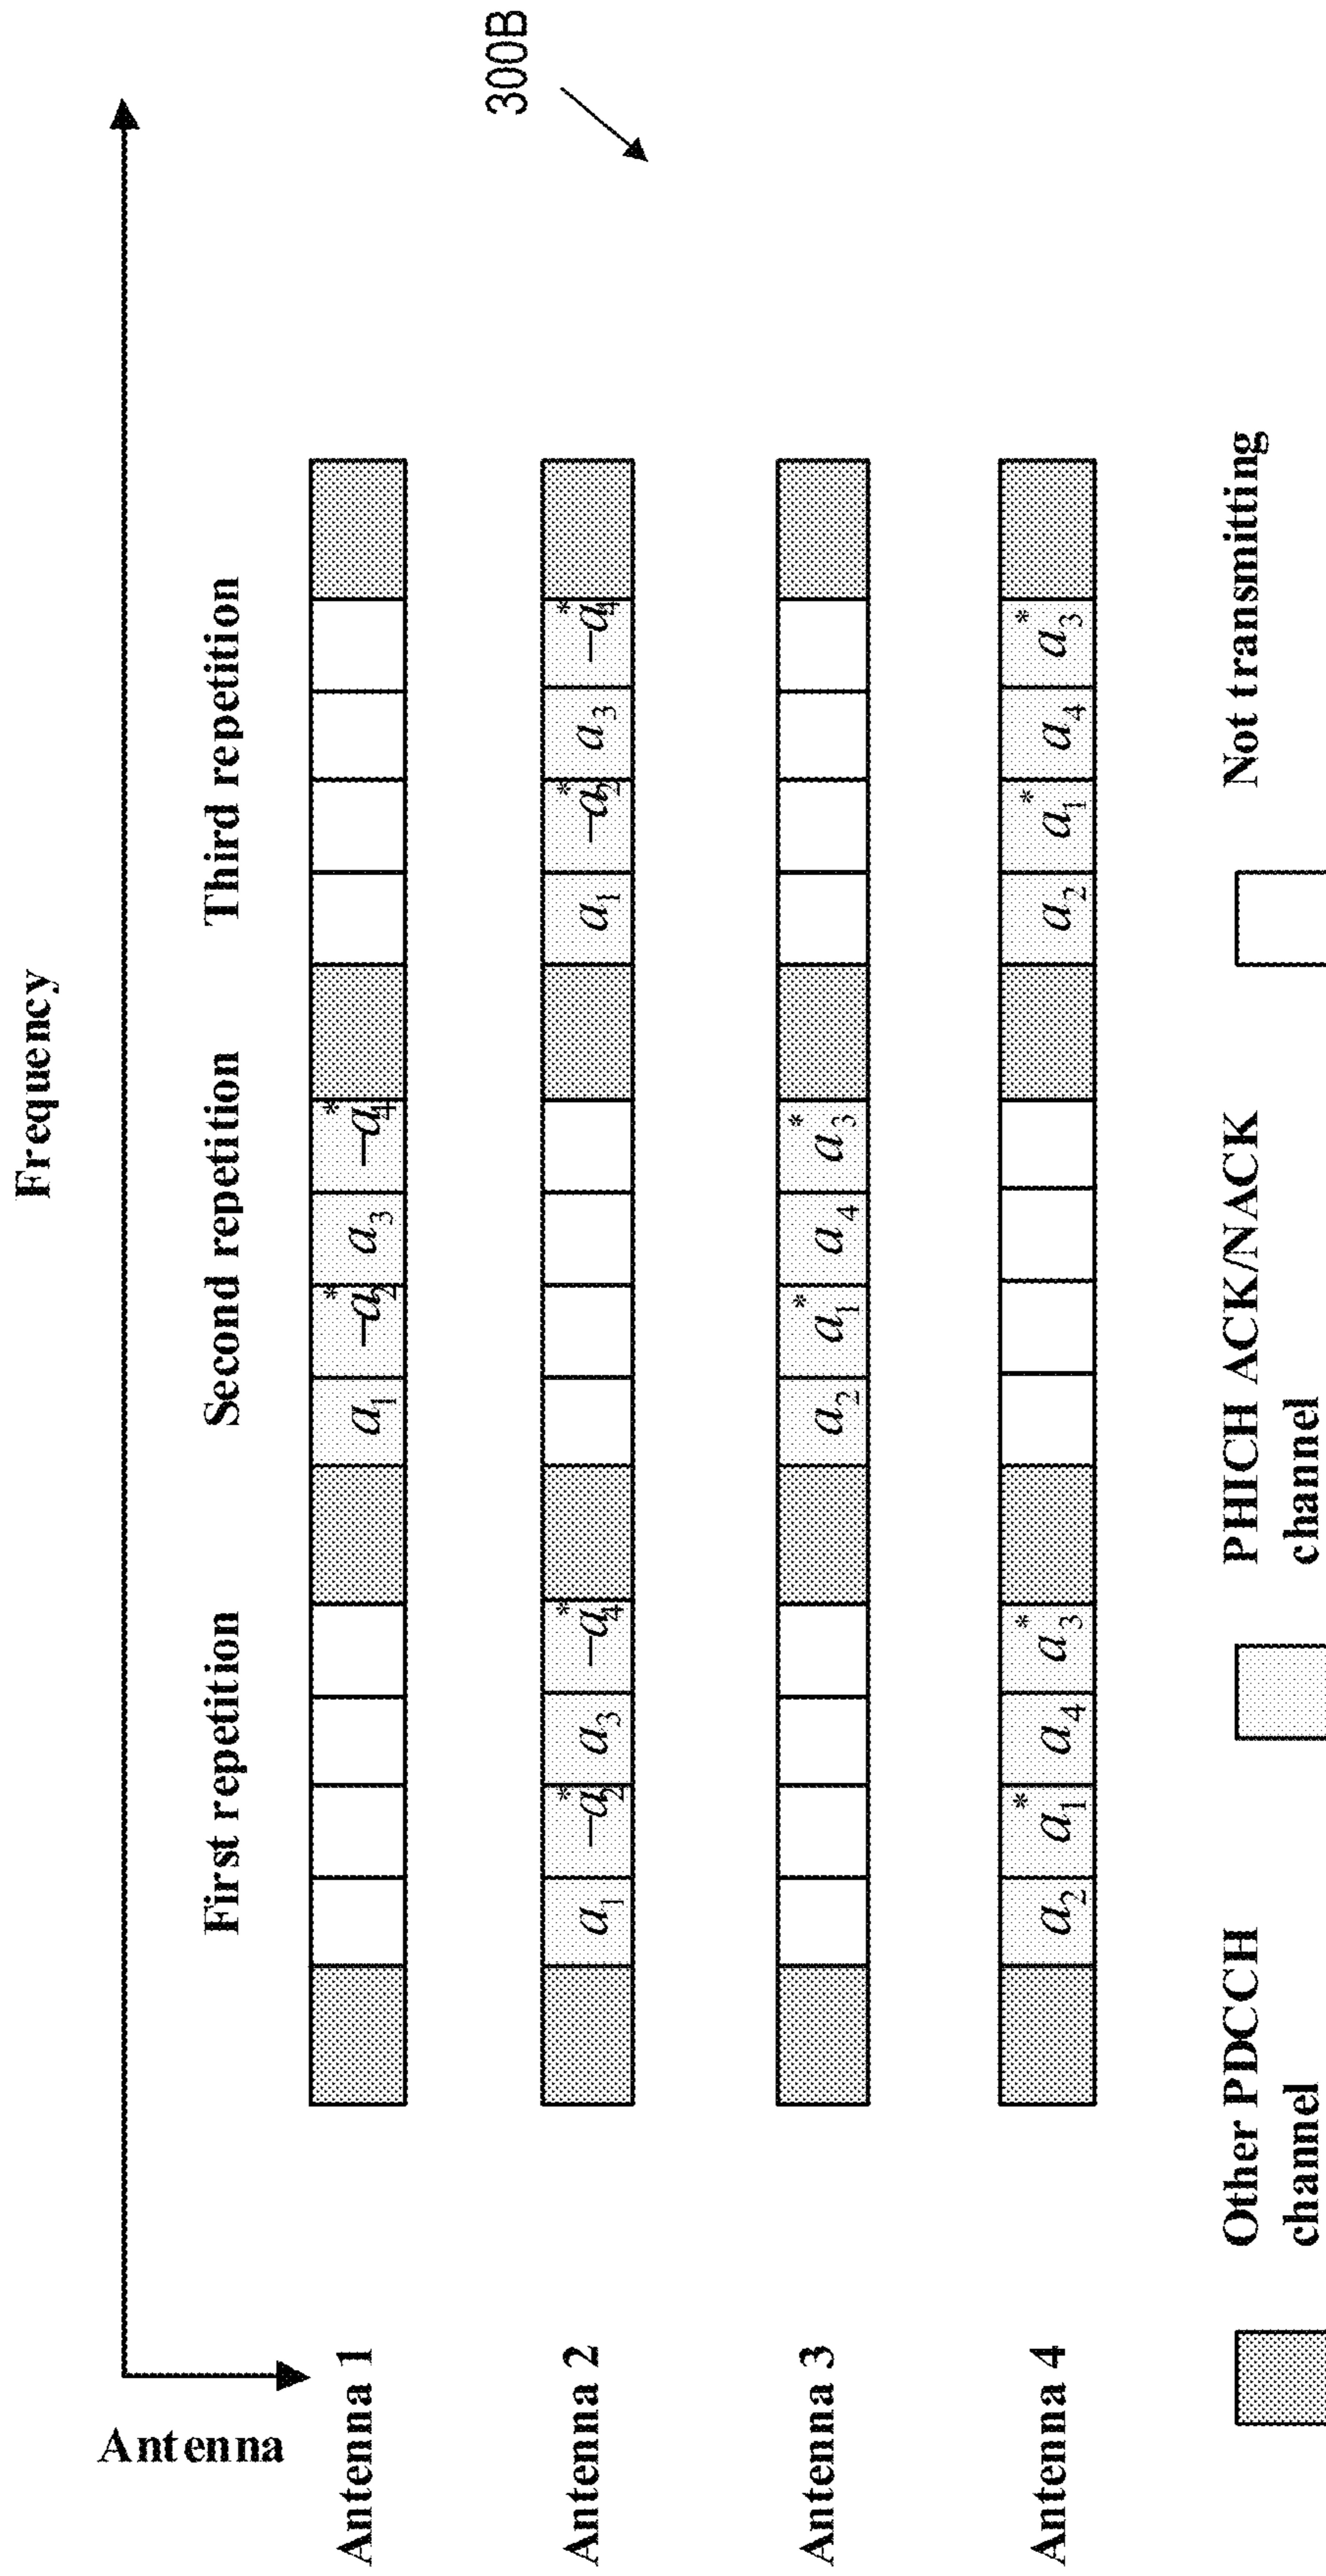 Frequency
Antenna
300B
First repetition Second repetition Third repetition
Antenna 1 a₁ −a₂* a₃ −a₄*
Antenna 2 a₁ −a₂* a₃ −a₄* a₁ −a₂* a₃ −a₄*
Antenna 3 a₂ a₁* a₄ a₃*
Antenna 4 a₂ a₁* a₄ a₃* a₂ a₁* a₄ a₃*
Other PDCCH
channel
PHICH ACK/NACK
channel
Not transmitting